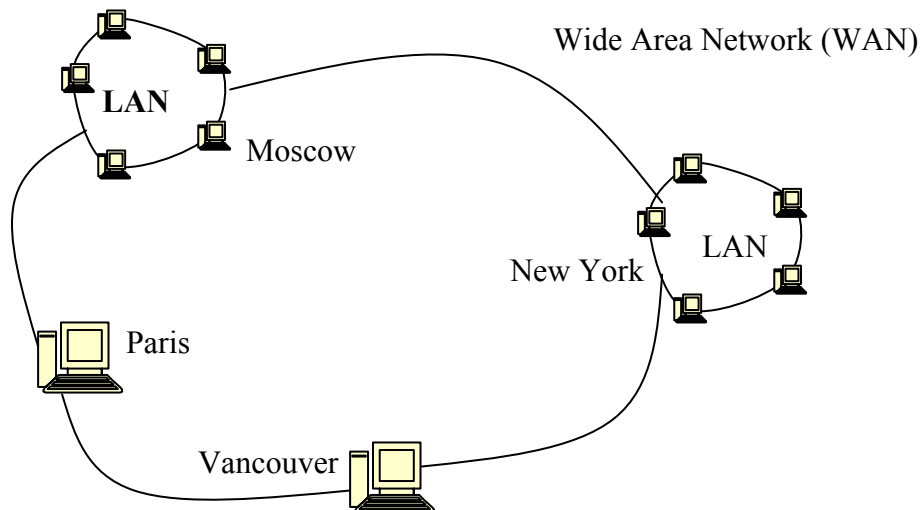 Wide Area Network (WAN)
LAN
Moscow
LAN
New York
Paris
Vancouver